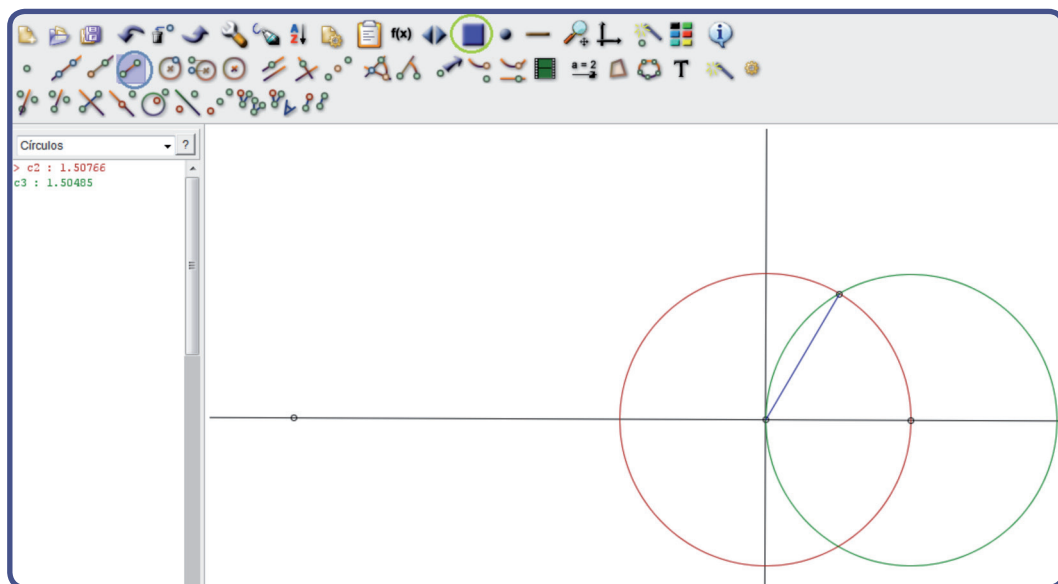 A
Z
f(x)
a = 2
T
Círculos
?
> c2 : 1.50766
c3 : 1.50485